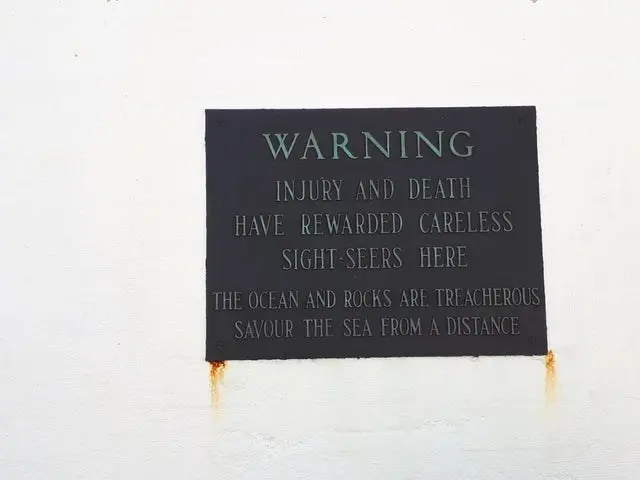 WARNING
INJURY AND DEATH
HAVE REWARDED CARELESS
SIGHT-SEERS HERE
THE OCEAN AND ROCKS ARE TREACHEROUS
SAVOUR THE SEA FROM A DISTANCE